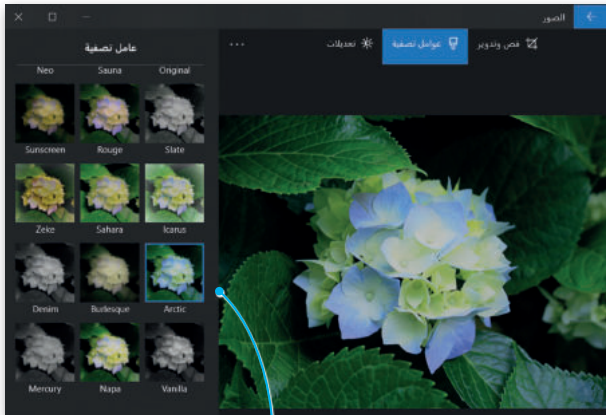 الصور
قص وتدوير
عوامل تصفية
تعديلات
عامل تصفية
Neo Sauna Original
Sunscreen Rouge Slate
Zeke Sahara Icarus
Denim Burlesque Arctic
Mercury Napa Vanilla